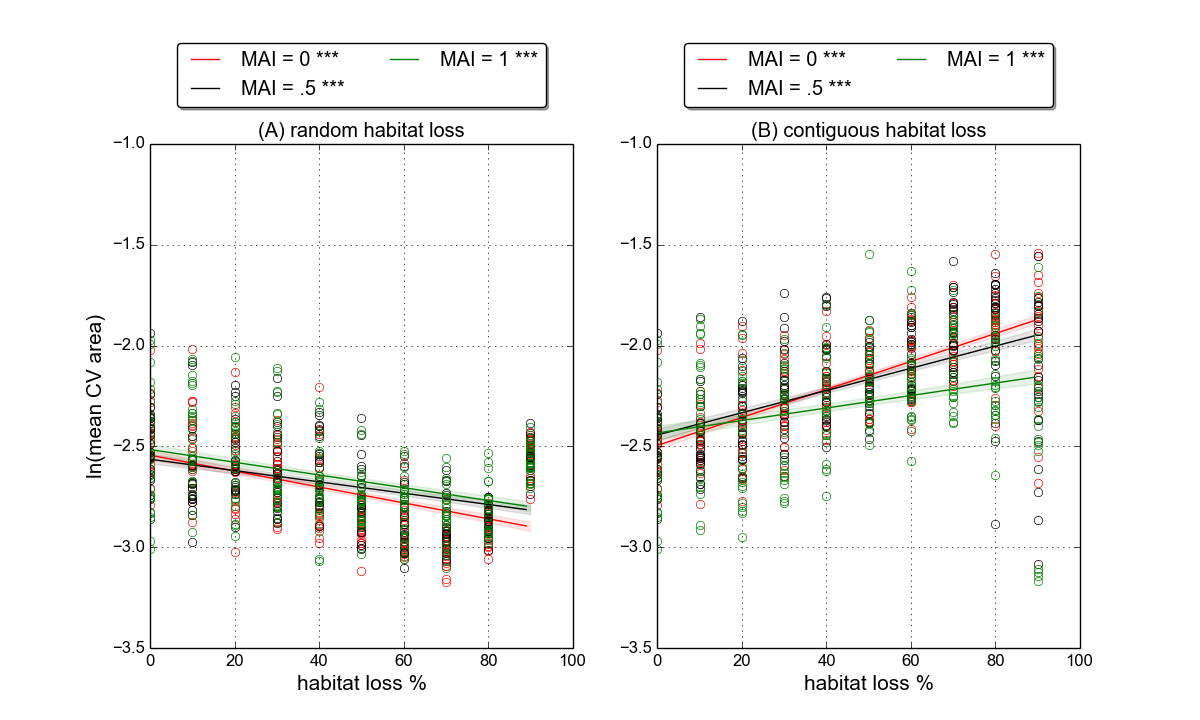 MAI = 0 ***
MAI = 1 ***
MAI = .5 ***
MAI = 0 ***
MAI = 1 ***
MAI = .5 ***
(A) random habitat loss
−1.0
−1.5
−2.0
−2.5
−3.0
−3.5
ln(mean CV area)
0 20 40 60 80 100
habitat loss %
(B) contiguous habitat loss
−1.0
−1.5
−2.0
−2.5
−3.0
−3.5
0 20 40 60 80 100
habitat loss %